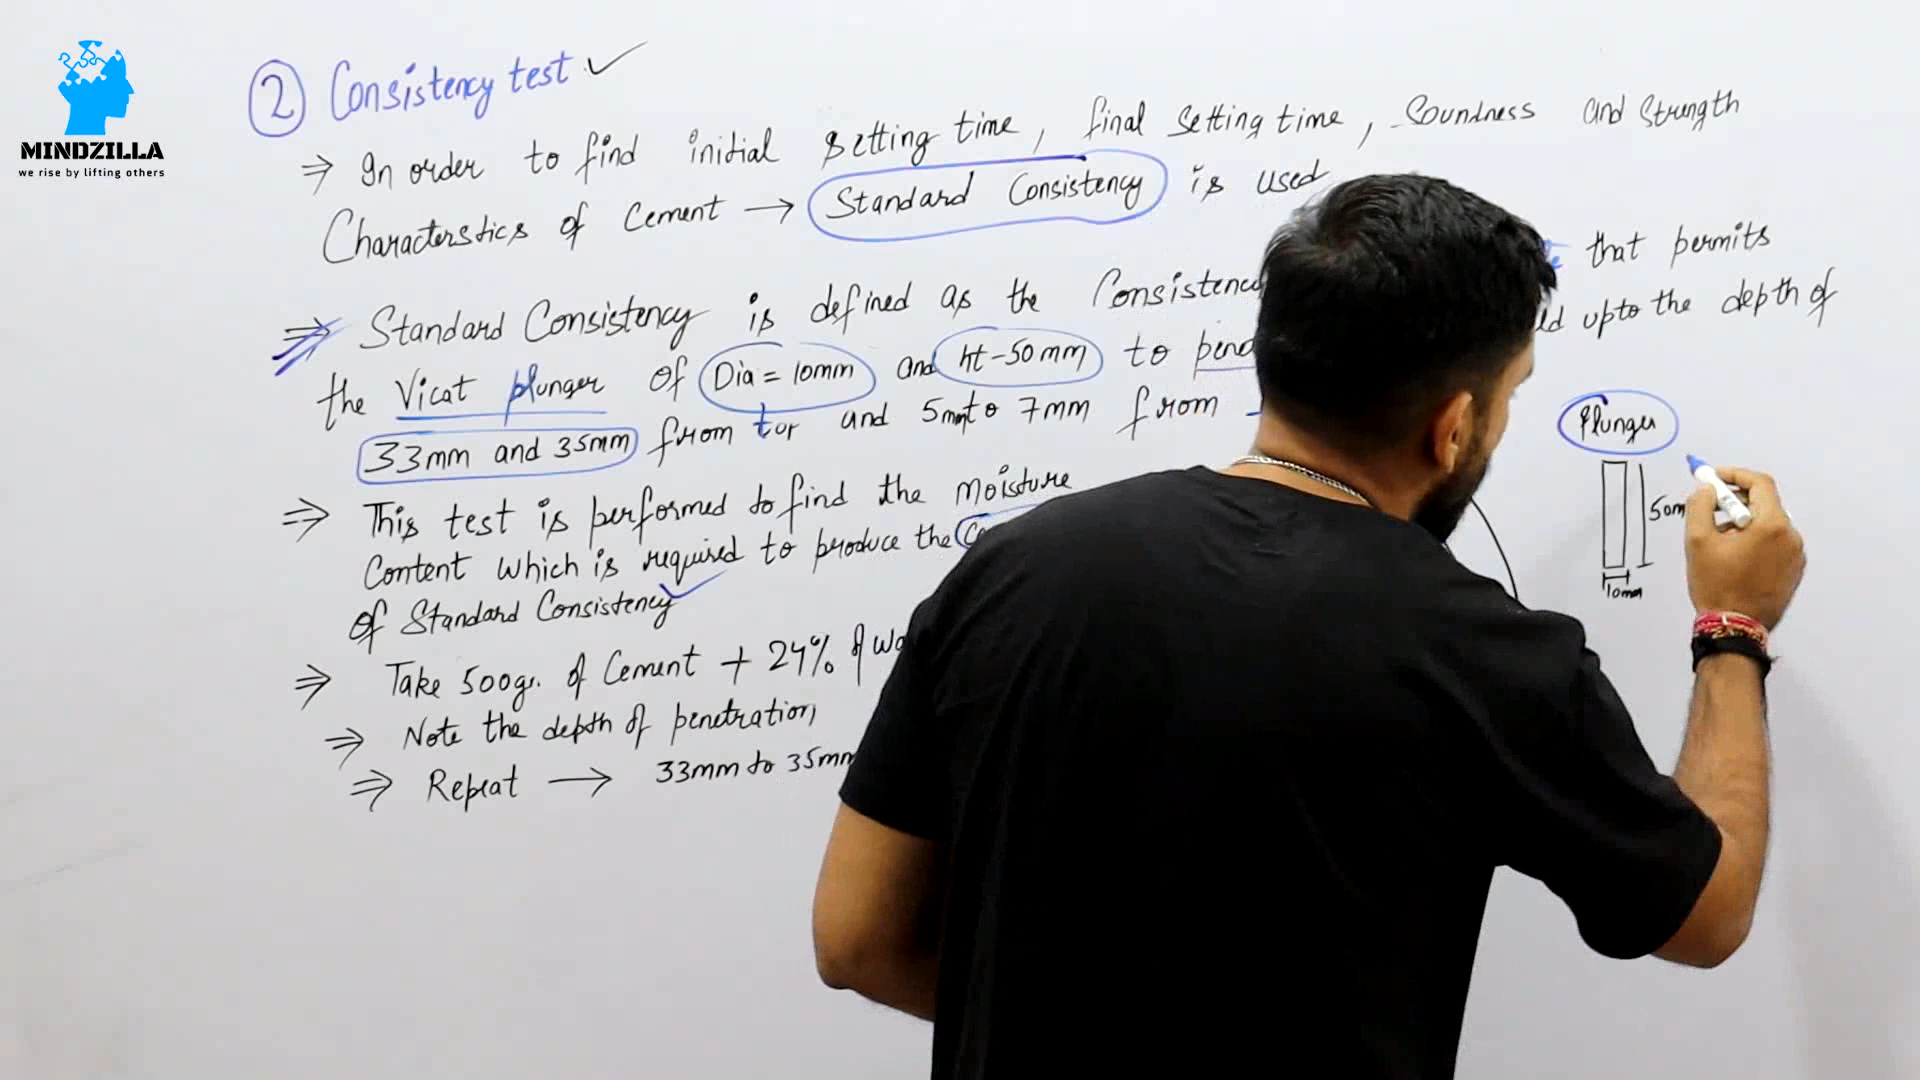 MINDZILLA
we rise by lifting others
2 Consistency test
⇒ In order to find initial setting time, final setting time, Soundness and strength
Characterstics of Cement → Standard Consistency is used
⇒ Standard Consistency is defined as the that permits
the Vicat plunger of Dia = 10mm and ht-50mm to upto the depth of
33mm and 35mm from top and 5mm to 7mm from
⇒ This test is performed to find the Moisture
Content which is required to produce the
of Standard Consistency
⇒ Take 500gr. of Cement + 24% of
⇒ Note the depth of penetration,
⇒ Repeat → 33mm to 35mm
Plunger
10mm